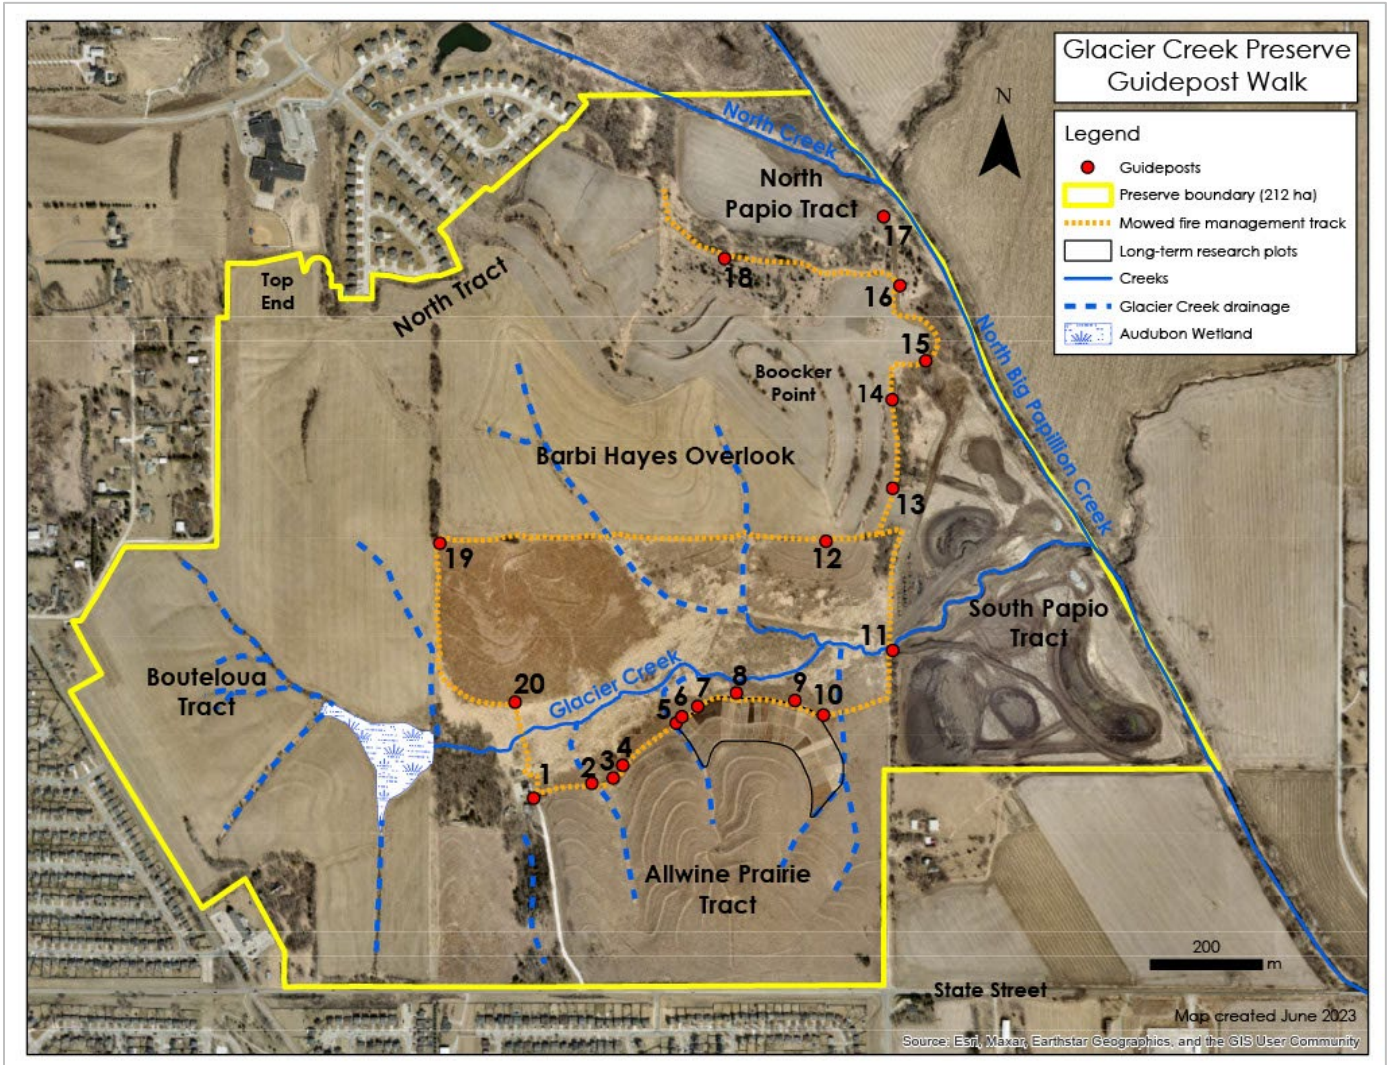 Glacier Creek Preserve
Guidepost Walk
N
Legend
Guideposts
Preserve boundary (212 ha)
Mowed fire management track
Long-term research plots
Creeks
Glacier Creek drainage
Audubon Wetland
North Creek
North
Papio Tract
17
18
16
Top
End
North Tract
15
North Big Papillion Creek
Boocker
Point
14
Barbi Hayes Overlook
13
19
12
South Papio
Tract
11
Bouteloua
Tract
20
Glacier Creek
5
6
7
8
9
10
1
2
3
4
Allwine Prairie
Tract
200
m
State Street
Map created June 2023
Source: Esri, Maxar, Earthstar Geographics, and the GIS User Community